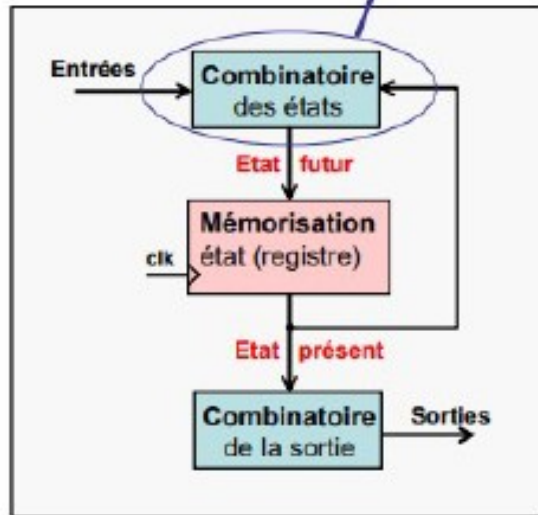 Entrées
Combinatoire
des états
Etat futur
Mémorisation
état (registre)
clk
Etat présent
Combinatoire
de la sortie
Sorties